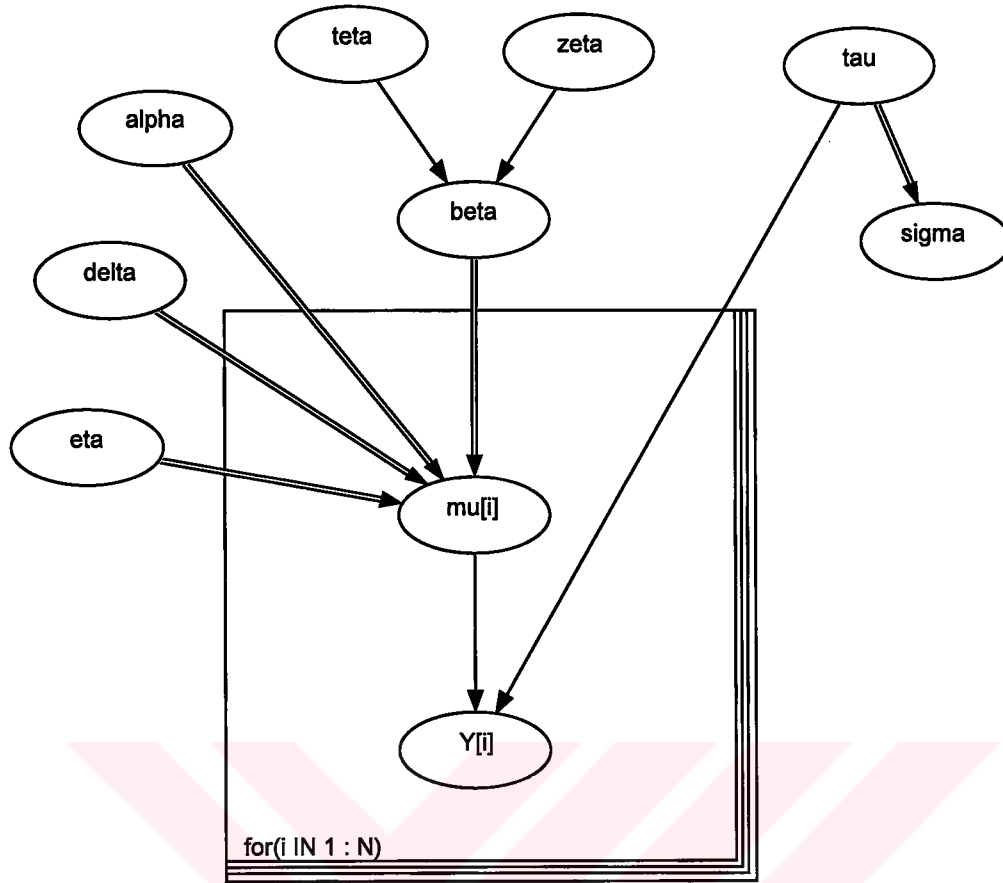 teta
zeta
tau
alpha
beta
sigma
delta
eta
mu[i]
Y[i]
for(i IN 1 : N)